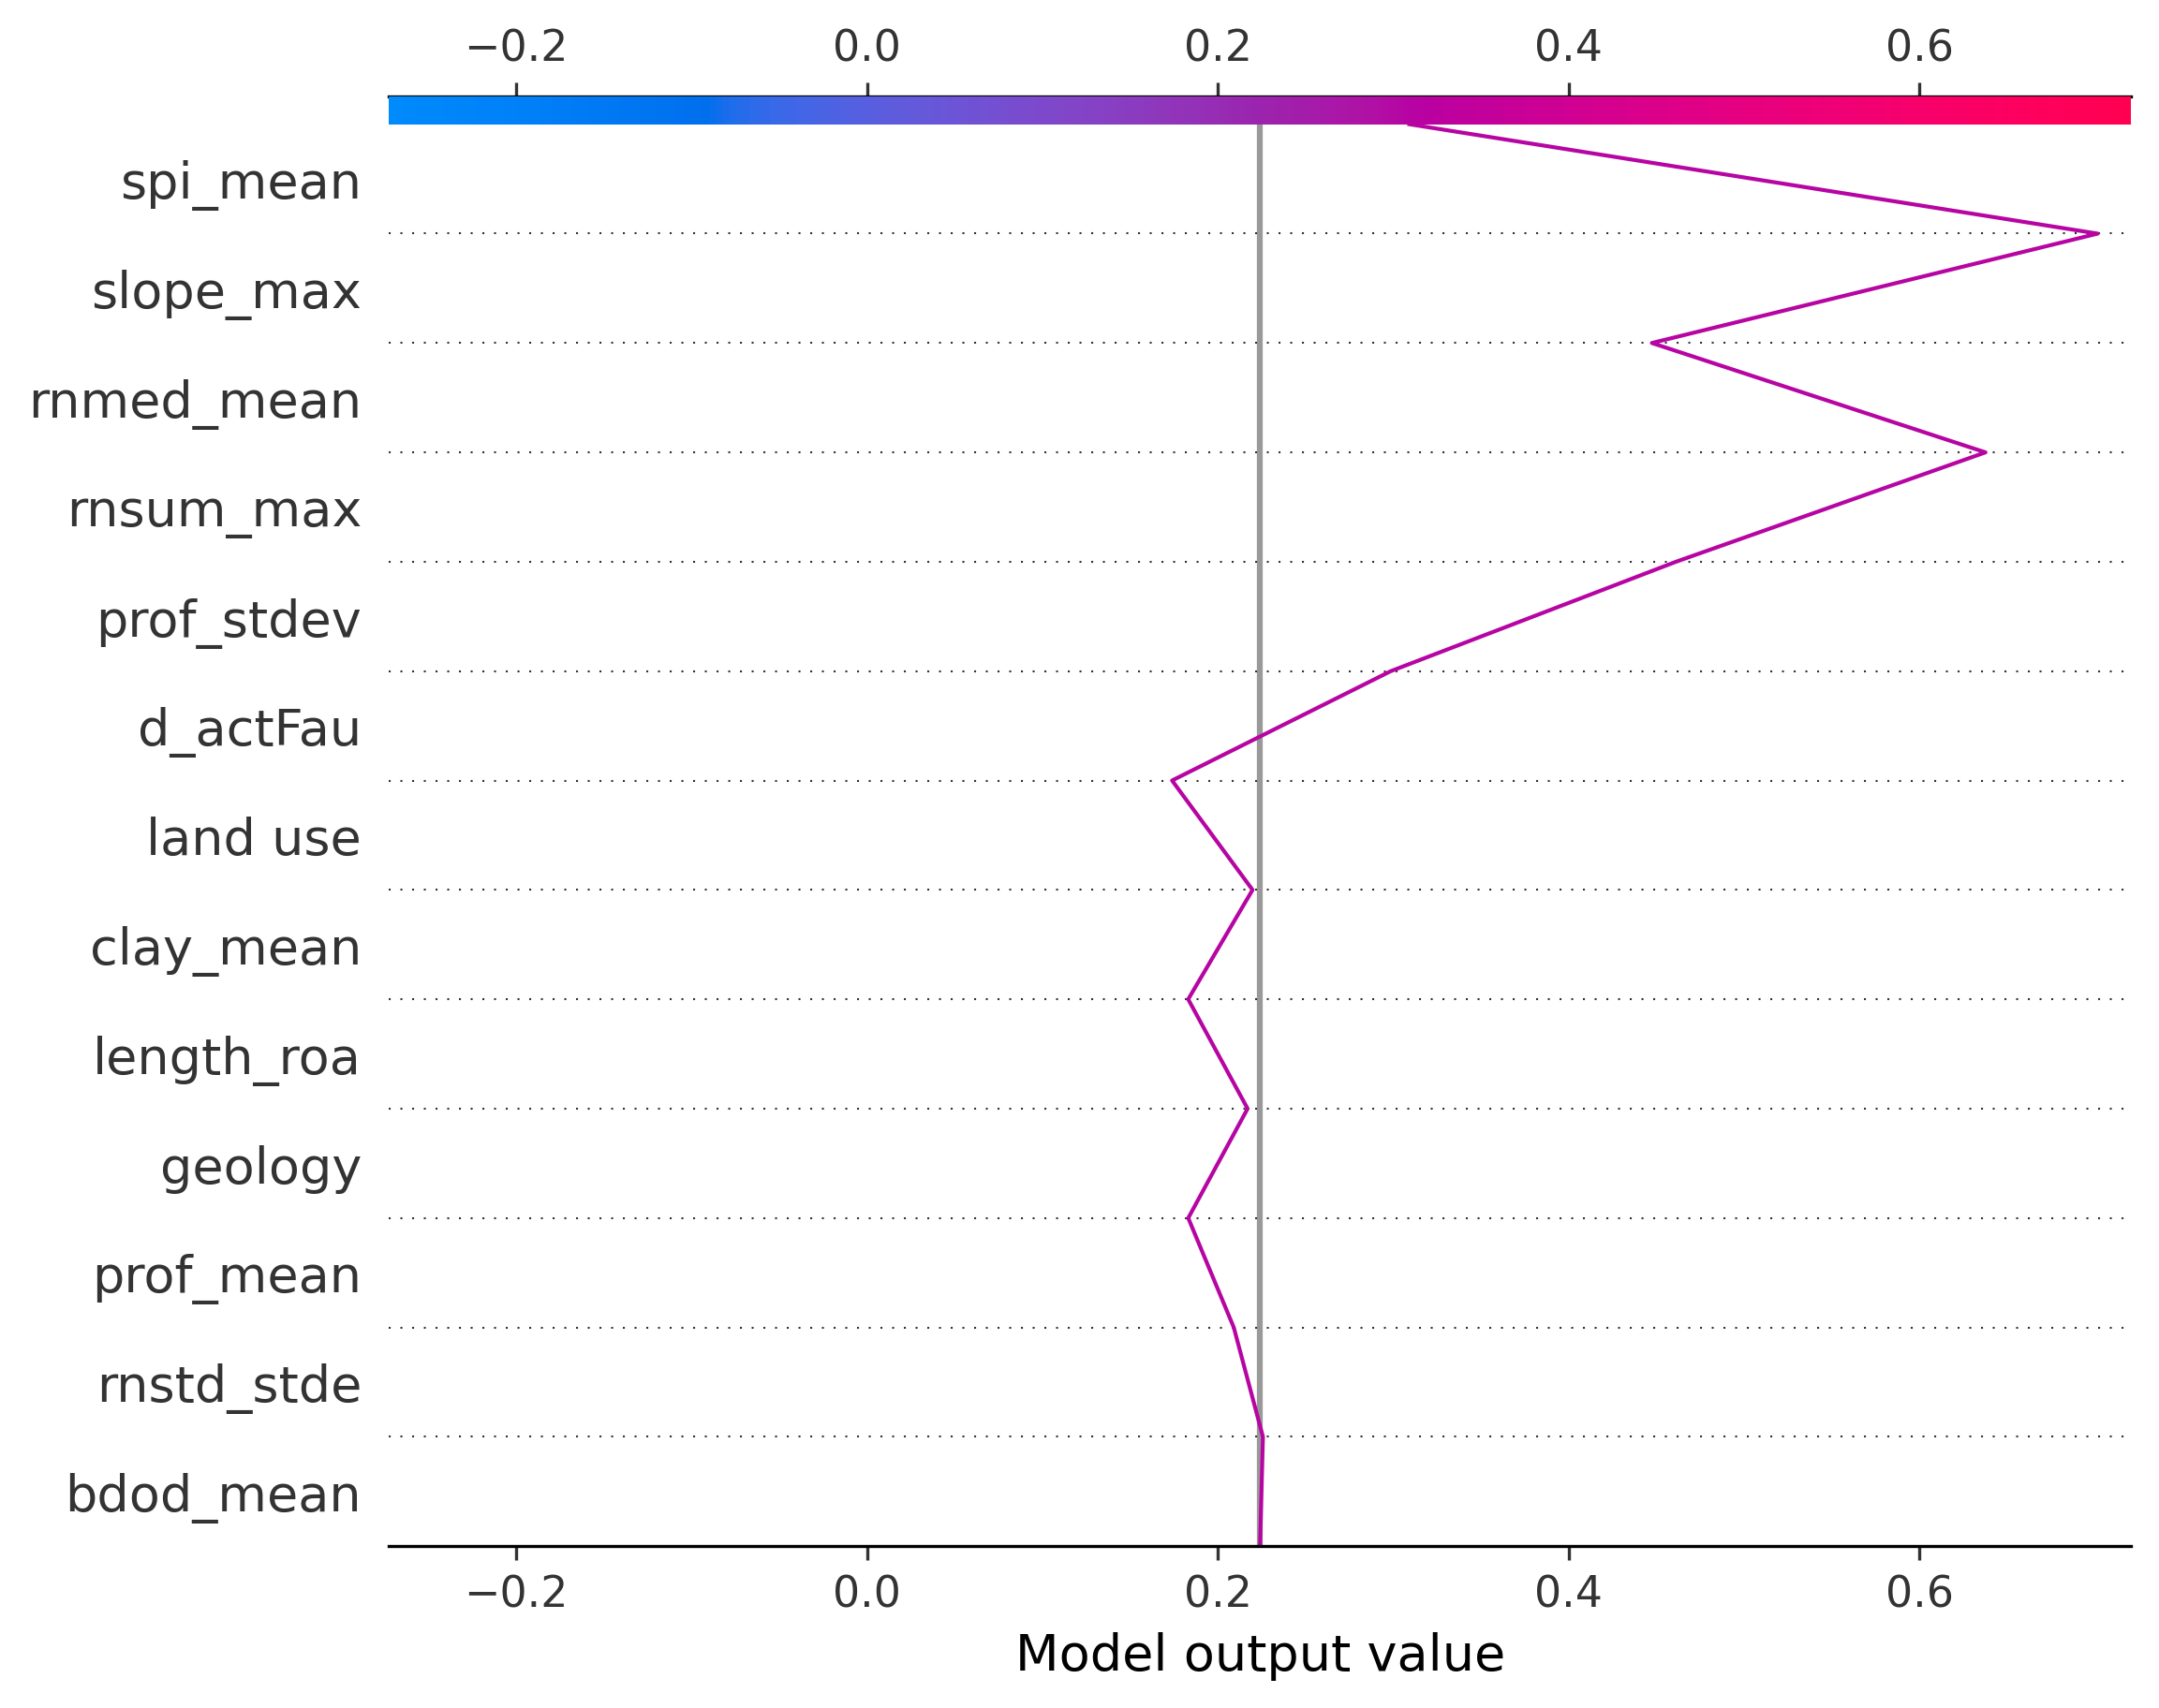 −0.2 0.0 0.2 0.4 0.6
spi_mean
slope_max
rnmed_mean
rnsum_max
prof_stdev
d_actFau
land use
clay_mean
length_roa
geology
prof_mean
rnstd_stde
bdod_mean
−0.2 0.0 0.2 0.4 0.6
Model output value